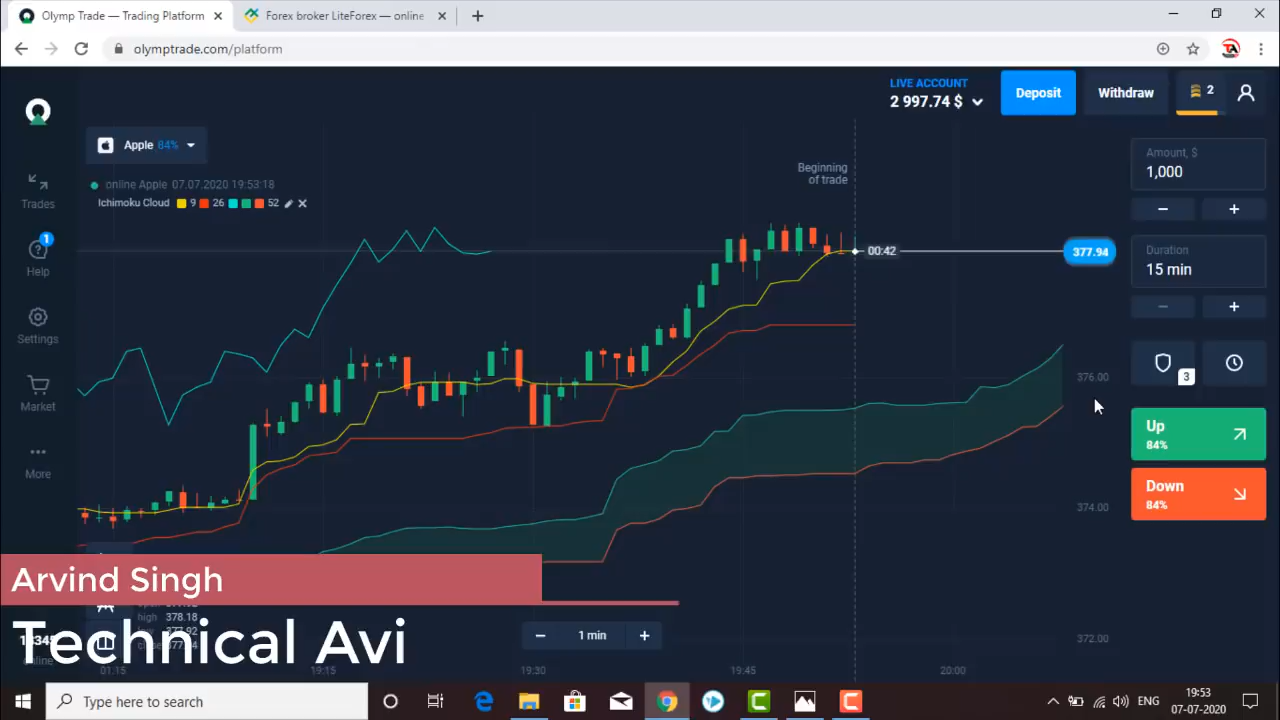 Olymp Trade — Trading Platform
Forex broker LiteForex — online
olymptrade.com/platform
LIVE ACCOUNT
2 997.74 $
Deposit
Withdraw
2
Apple 84%
online Apple 07.07.2020 19:53:18
Ichimoku Cloud 9 26 52
Beginning
of trade
00:42
377.94
Trades
1
Help
Settings
Market
More
Amount, $
1,000
Duration
15 min
3
Up
84%
Down
84%
376.00
374.00
372.00
Arvind Singh
Technical Avi
high 378.18
1 min
19:15
19:30
19:45
20:00
Type here to search
ENG
19:53
07-07-2020